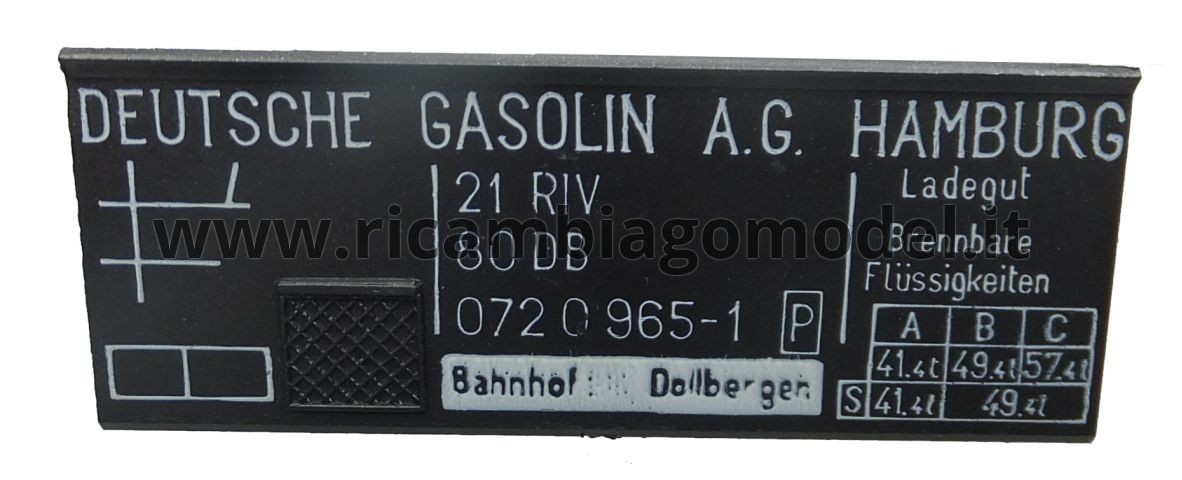 DEUTSCHE GASOLIN A.G. HAMBURG
21 RIV
80 DB
072 0 965-1 P
Bahnhof Dollbergen
Ladegut
Brennbare
Flüssigkeiten
A B C
41.4t 49.4t 57.4t
S 41.4t 49.4t
www.ricambiagomodel.it